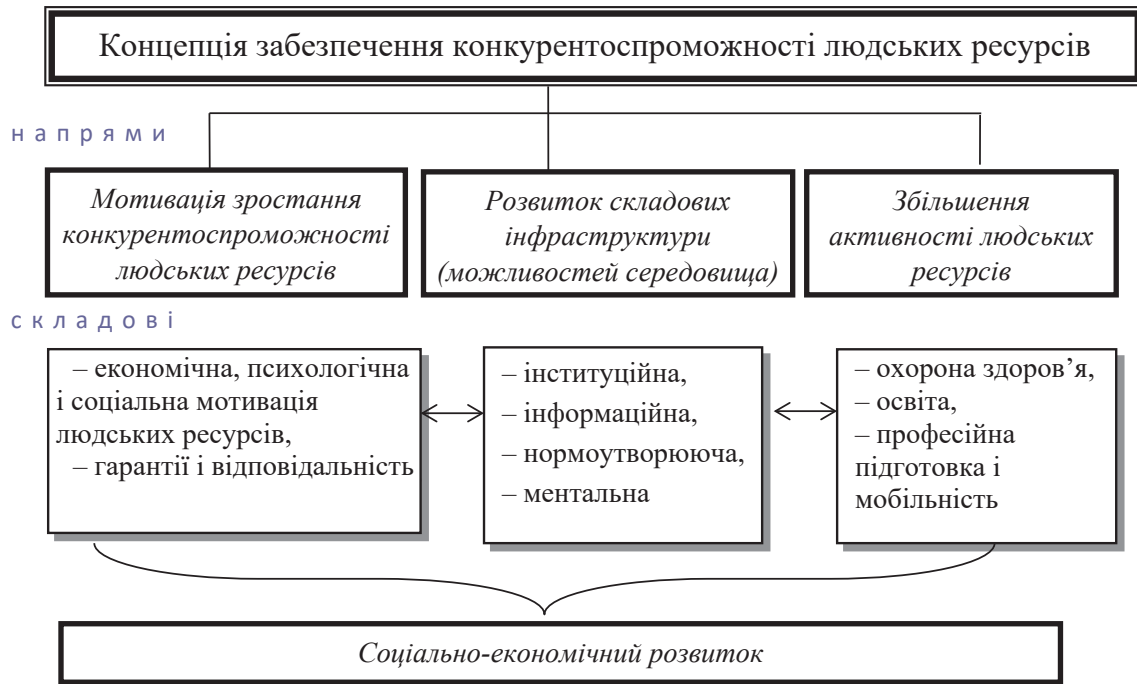 Концепція забезпечення конкурентоспроможності людських ресурсів
напрями
Мотивація зростання
конкурентоспроможності
людських ресурсів
Розвиток складових
інфраструктури
(можливостей середовища)
Збільшення
активності людських
ресурсів
складові
– економічна, психологічна
і соціальна мотивація
людських ресурсів,
– гарантії і відповідальність
– інституційна,
– інформаційна,
– нормоутворююча,
– ментальна
– охорона здоров’я,
– освіта,
– професійна
підготовка і
мобільність
Соціально-економічний розвиток